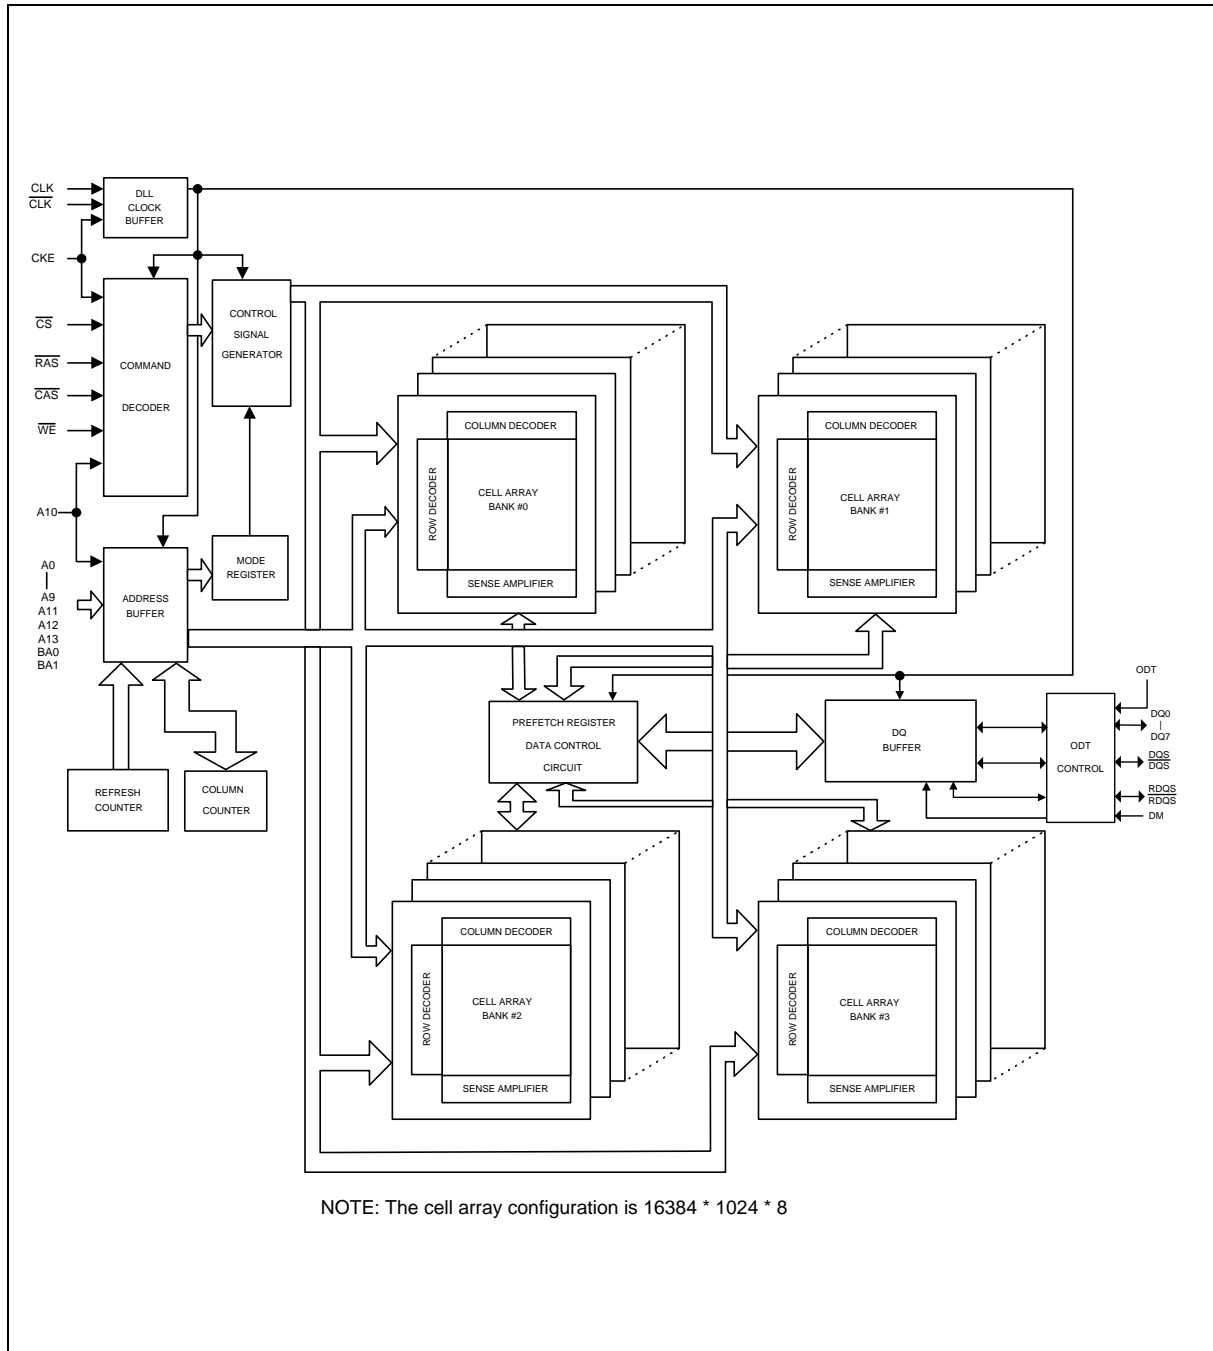 CLK
CLK
CKE
CS
RAS
CAS
WE
A10
A0
A9
A11
A12
A13
BA0
BA1
DLL
CLOCK
BUFFER
COMMAND
DECODER
CONTROL
SIGNAL
GENERATOR
ADDRESS
BUFFER
MODE
REGISTER
REFRESH
COUNTER
COLUMN
COUNTER
COLUMN DECODER
ROW DECODER
CELL ARRAY
BANK #0
SENSE AMPLIFIER
COLUMN DECODER
ROW DECODER
CELL ARRAY
BANK #1
SENSE AMPLIFIER
PREFETCH REGISTER
DATA CONTROL
CIRCUIT
DQ
BUFFER
ODT
CONTROL
ODT
DQ0
|
DQ7
DQS
DQS
RDQS
RDQS
DM
COLUMN DECODER
ROW DECODER
CELL ARRAY
BANK #2
SENSE AMPLIFIER
COLUMN DECODER
ROW DECODER
CELL ARRAY
BANK #3
SENSE AMPLIFIER
NOTE: The cell array configuration is 16384 * 1024 * 8